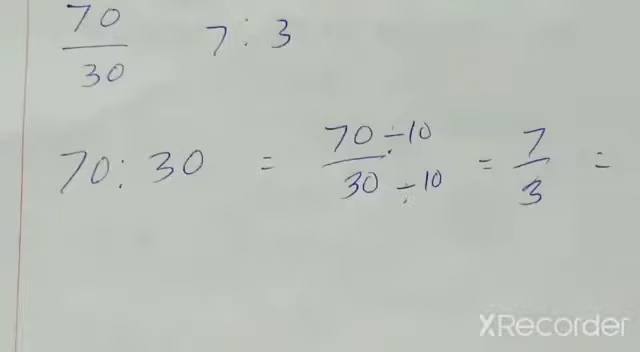 70/30 7:3
70:30 = 70÷10/30÷10 = 7/3 =
XRecorder